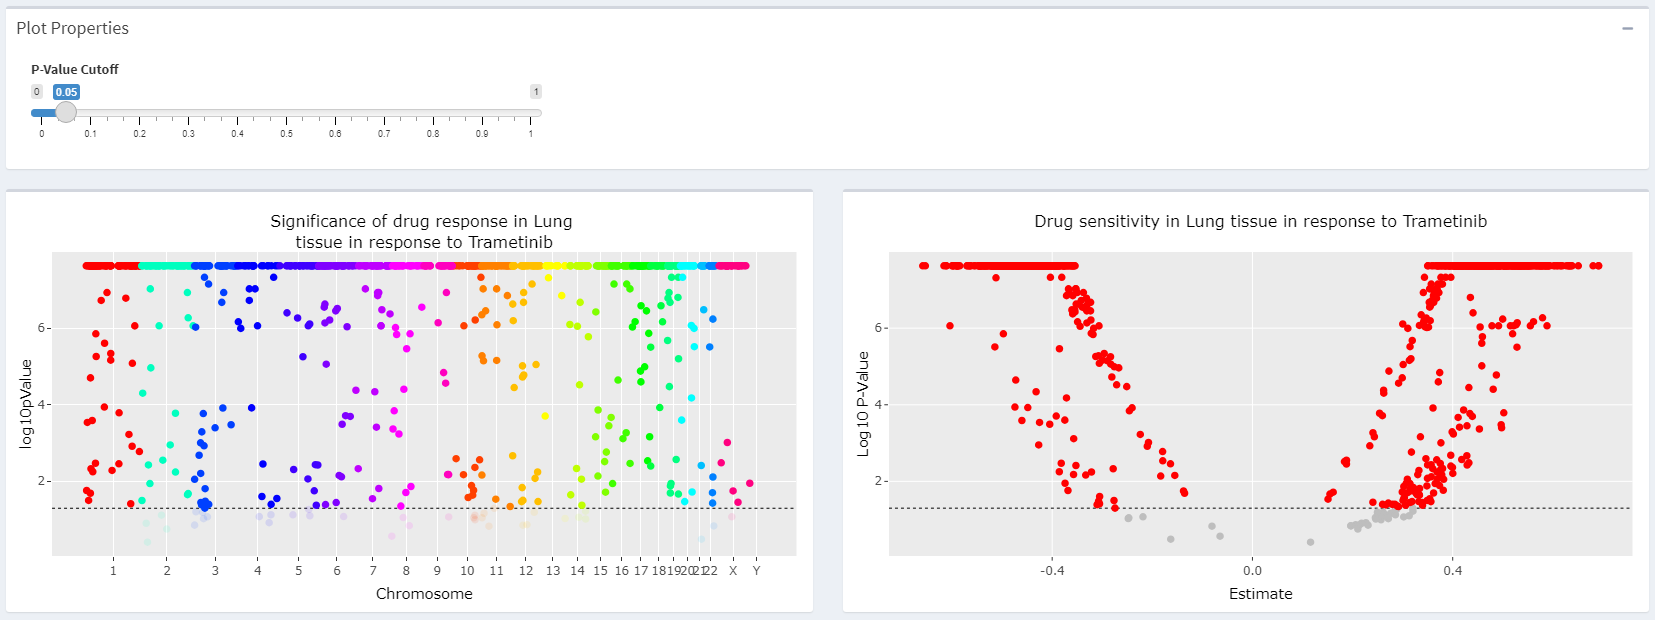 Plot Properties
P-Value Cutoff
0 0.05 1
0 0.1 0.2 0.3 0.4 0.5 0.6 0.7 0.8 0.9 1
Significance of drug response in Lung
tissue in response to Trametinib
log10pValue
6
4
2
1 2 3 4 5 6 7 8 9 10 11 12 13 14 15 16 17 18 19 20 21 22 X Y
Chromosome
Drug sensitivity in Lung tissue in response to Trametinib
Log10 P-Value
6
4
2
-0.4 0.0 0.4
Estimate